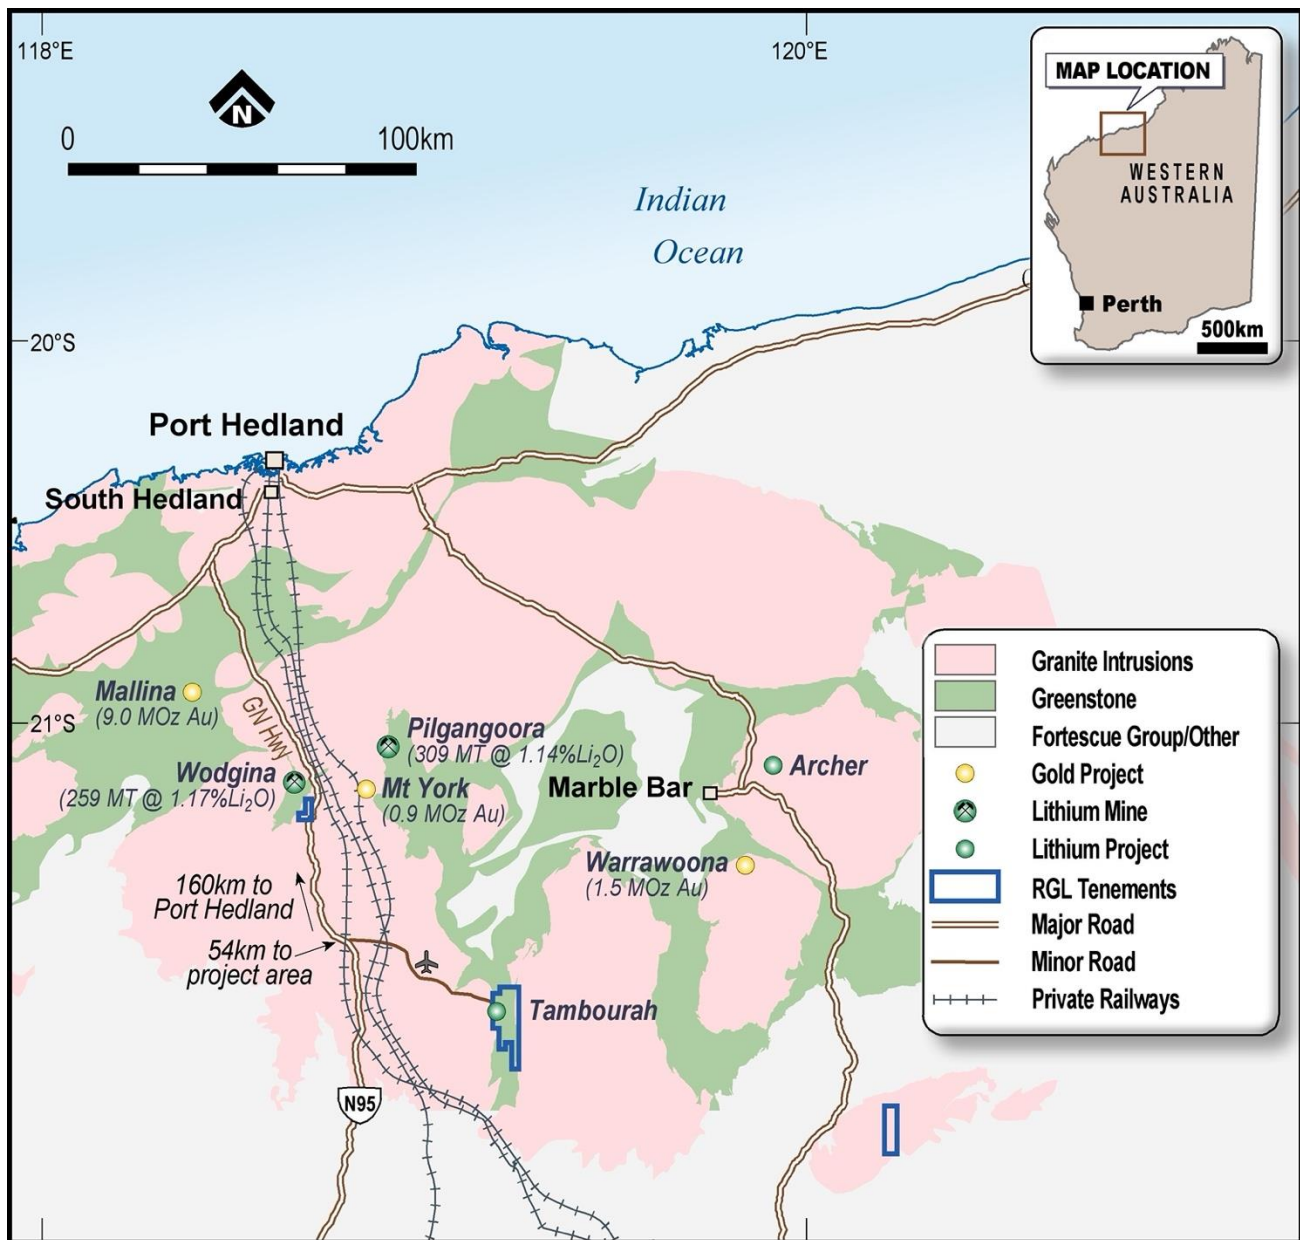 118°E
120°E
N
0
100km
Indian
Ocean
MAP LOCATION
WESTERN
AUSTRALIA
Perth
500km
20°S
Port Hedland
South Hedland
21°S
Mallina
(9.0 MOz Au)
GN HWY
Pilgangoora
(309 MT @ 1.14%Li₂O)
Wodgina
(259 MT @ 1.17%Li₂O)
Mt York
(0.9 MOz Au)
Marble Bar
Archer
Warrawoona
(1.5 MOz Au)
160km to
Port Hedland
54km to
project area
Tambourah
N95
Granite Intrusions
Greenstone
Fortescue Group/Other
Gold Project
Lithium Mine
Lithium Project
RGL Tenements
Major Road
Minor Road
Private Railways